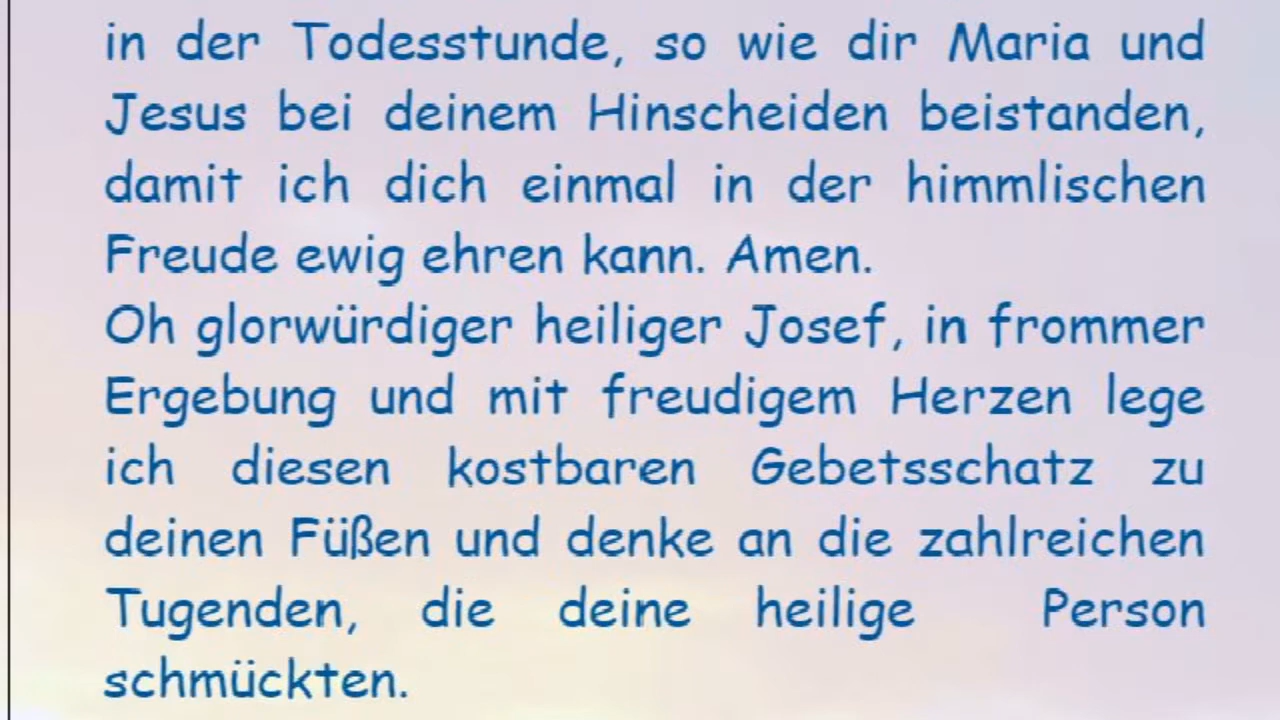 in der Todesstunde, so wie dir Maria und
Jesus bei deinem Hinscheiden beistanden,
damit ich dich einmal in der himmlischen
Freude ewig ehren kann. Amen.
Oh glorwürdiger heiliger Josef, in frommer
Ergebung und mit freudigem Herzen lege
ich diesen kostbaren Gebetsschatz zu
deinen Füßen und denke an die zahlreichen
Tugenden, die deine heilige Person
schmückten.